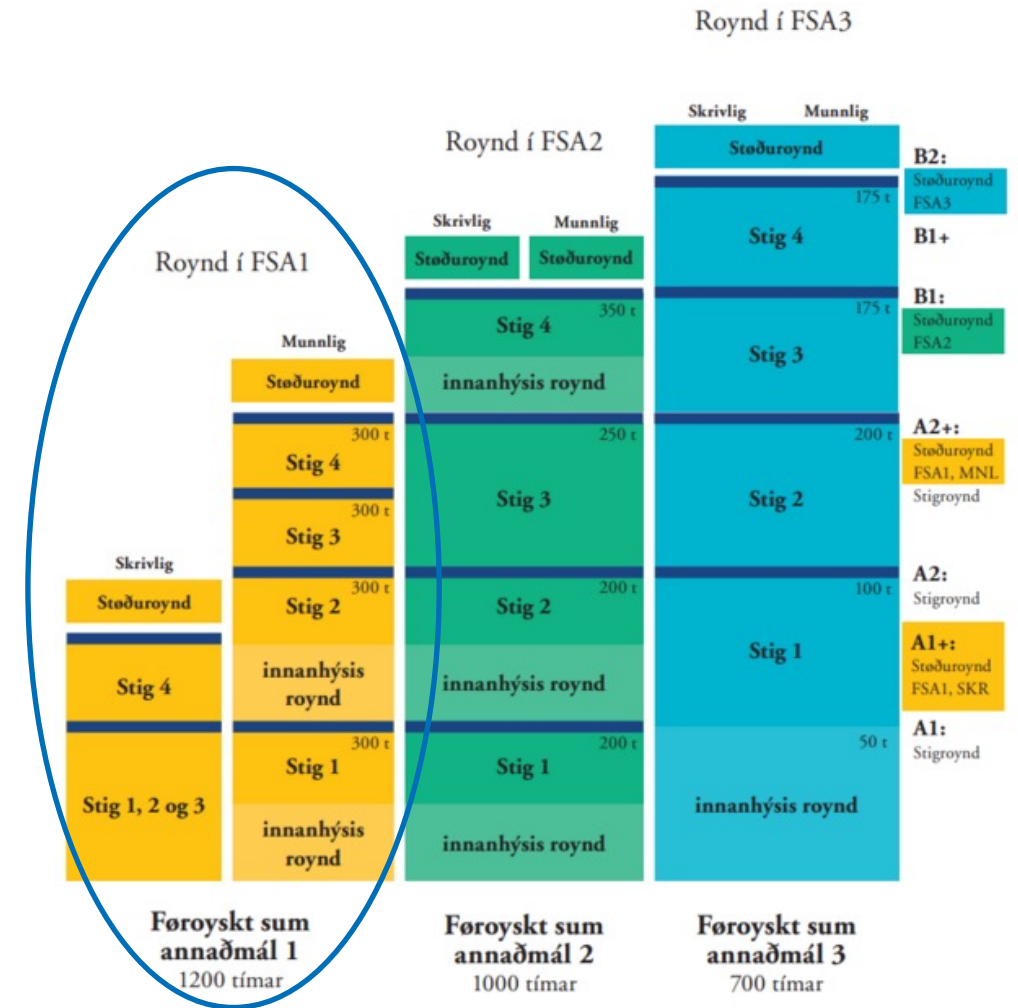 Roynd í FSA3
Skrivlig Munnlig
Støðuroynd
175 t
Stig 4
175 t
Stig 3
200 t
Stig 2
100 t
Stig 1
50 t
innanhýsis roynd
Føroyskt sum
annaðmál 3
700 tímar
Roynd í FSA2
Skrivlig Munnlig
Støðuroynd Støðuroynd
350 t
Stig 4
innanhýsis roynd
250 t
Stig 3
200 t
Stig 2
innanhýsis roynd
200 t
Stig 1
innanhýsis roynd
Føroyskt sum
annaðmál 2
1000 tímar
Roynd í FSA1
Munnlig
Støðuroynd
300 t
Stig 4
300 t
Stig 3
300 t
Stig 2
innanhýsis
roynd
300 t
Stig 1
innanhýsis
roynd
Skrivlig
Støðuroynd
Stig 4
Stig 1, 2 og 3
Føroyskt sum
annaðmál 1
1200 tímar
B2:
Støðuroynd
FSA3
B1+
B1:
Støðuroynd
FSA2
A2+:
Støðuroynd
FSA1, MNL
Stigroynd
A2:
Stigroynd
A1+:
Støðuroynd
FSA1, SKR
A1:
Stigroynd